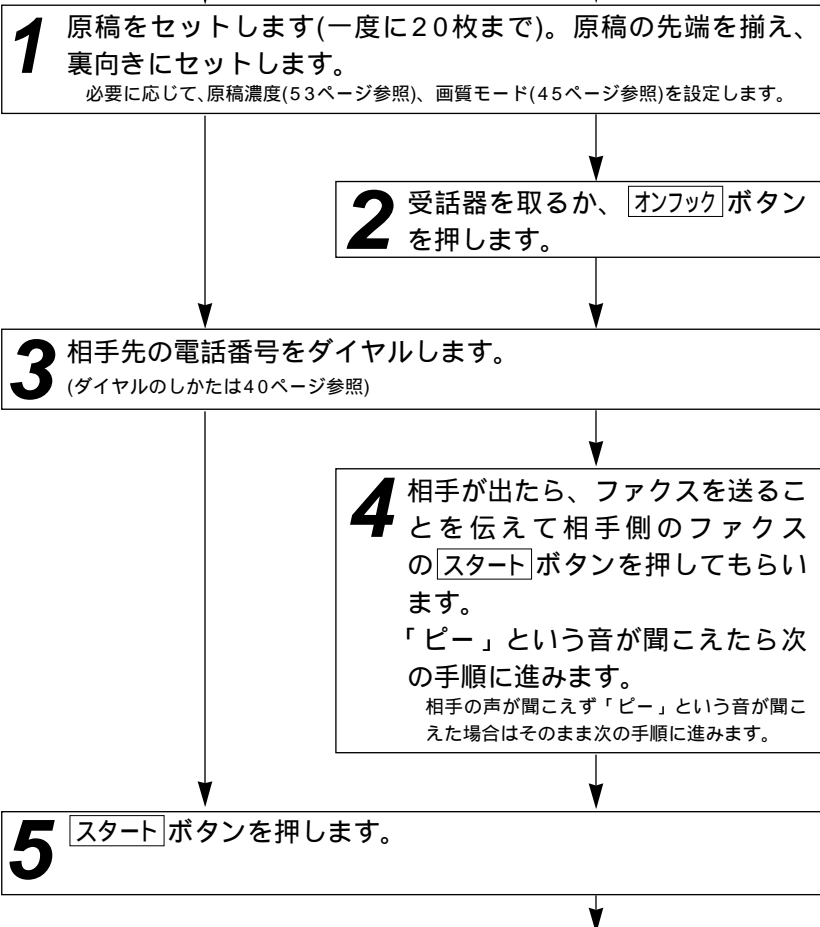 1 原稿をセットします(一度に20枚まで)。原稿の先端を揃え、
裏向きにセットします。
必要に応じて、原稿濃度(53ページ参照)、画質モード(45ページ参照)を設定します。
2 受話器を取るか、オンフックボタン
を押します。
3 相手先の電話番号をダイヤルします。
(ダイヤルのしかたは40ページ参照)
4 相手が出たら、ファクスを送るこ
とを伝えて相手側のファクス
のスタートボタンを押してもらい
ます。
「ピー」という音が聞こえたら次
の手順に進みます。
相手の声が聞こえず「ピー」という音が聞こ
えた場合はそのまま次の手順に進みます。
5 スタートボタンを押します。